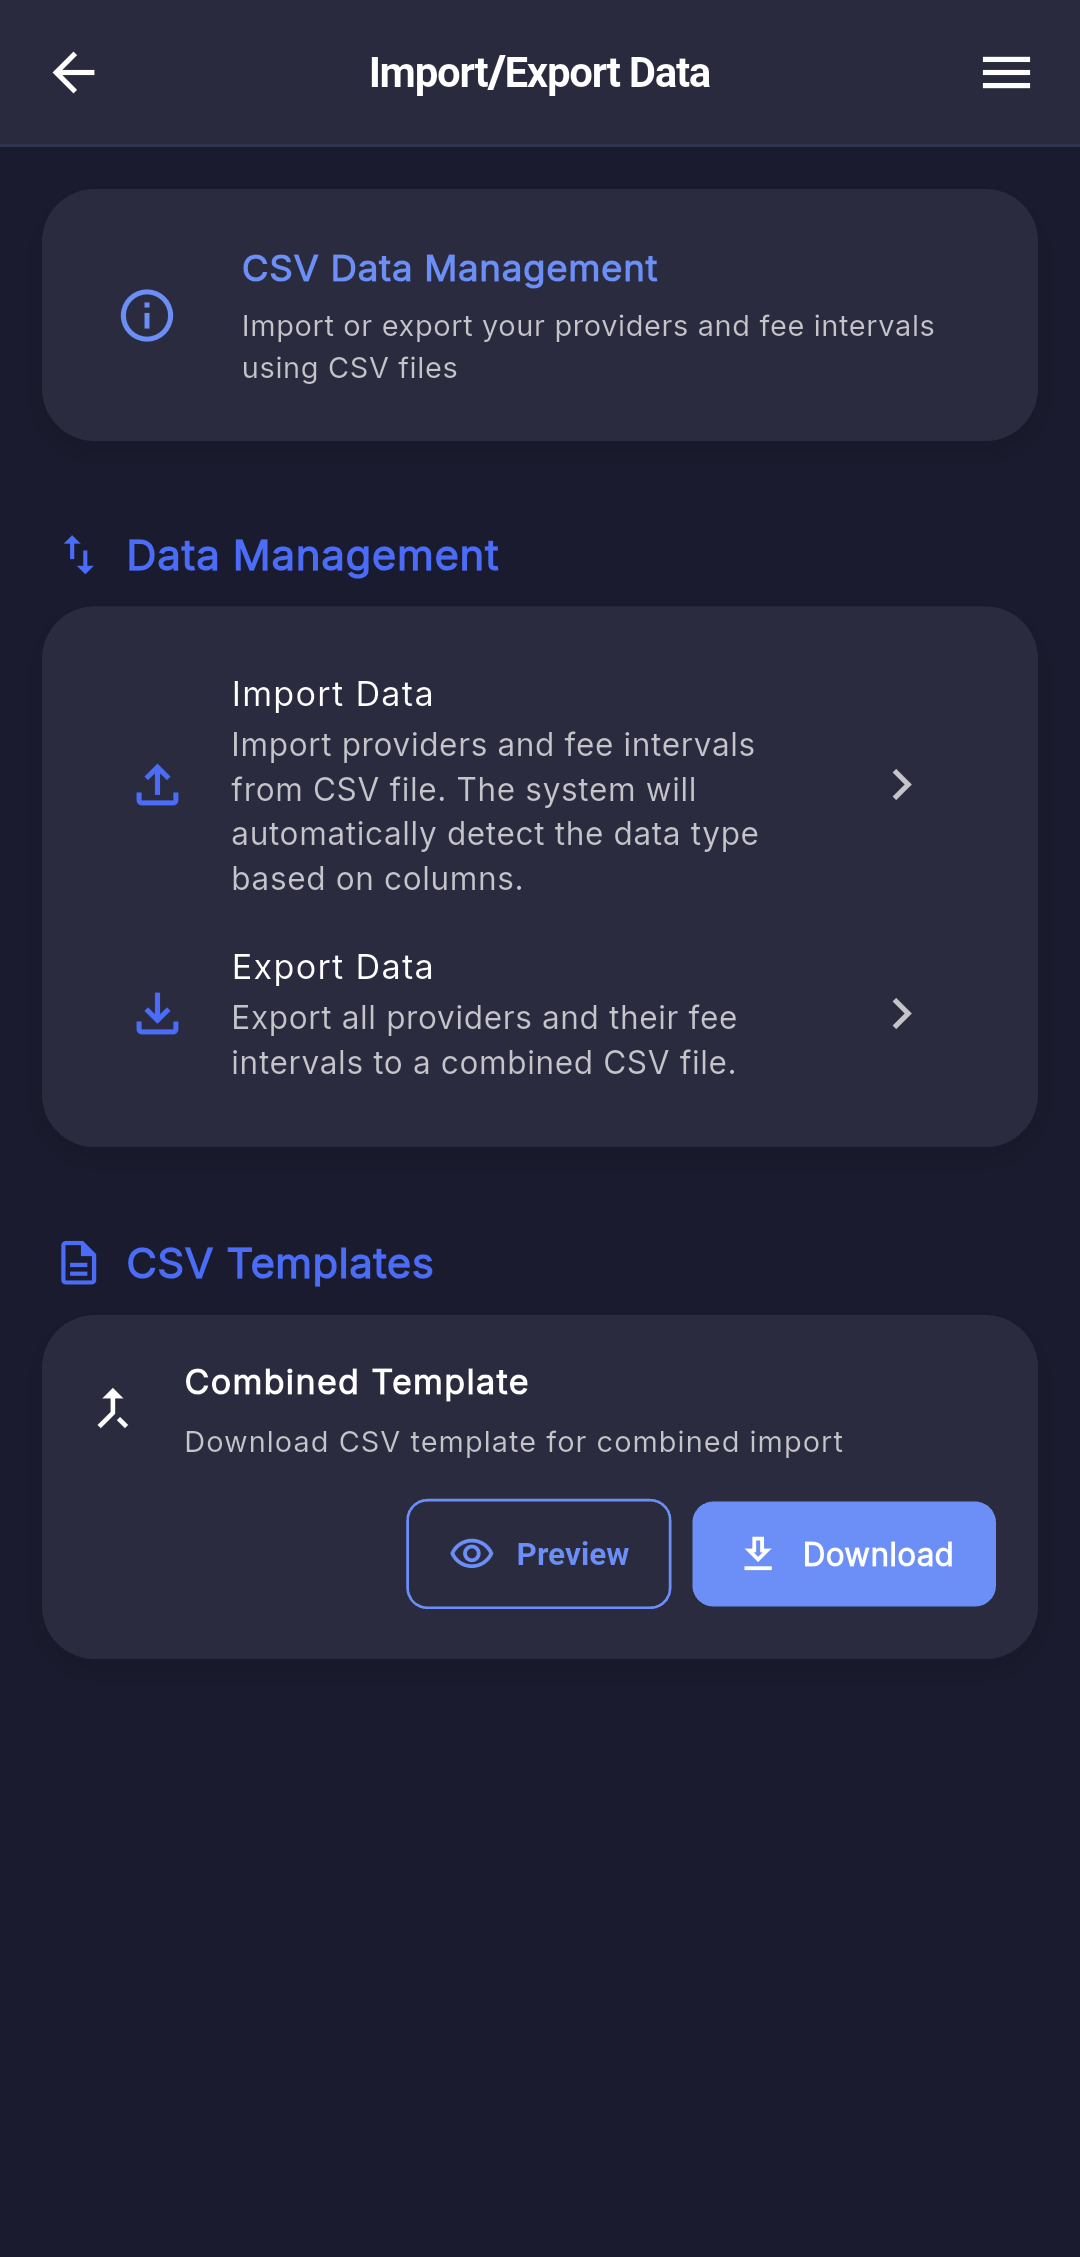 Import/Export Data
CSV Data Management
Import or export your providers and fee intervals
using CSV files
Data Management
Import Data
Import providers and fee intervals
from CSV file. The system will
automatically detect the data type
based on columns.
Export Data
Export all providers and their fee
intervals to a combined CSV file.
CSV Templates
Combined Template
Download CSV template for combined import
Preview
Download